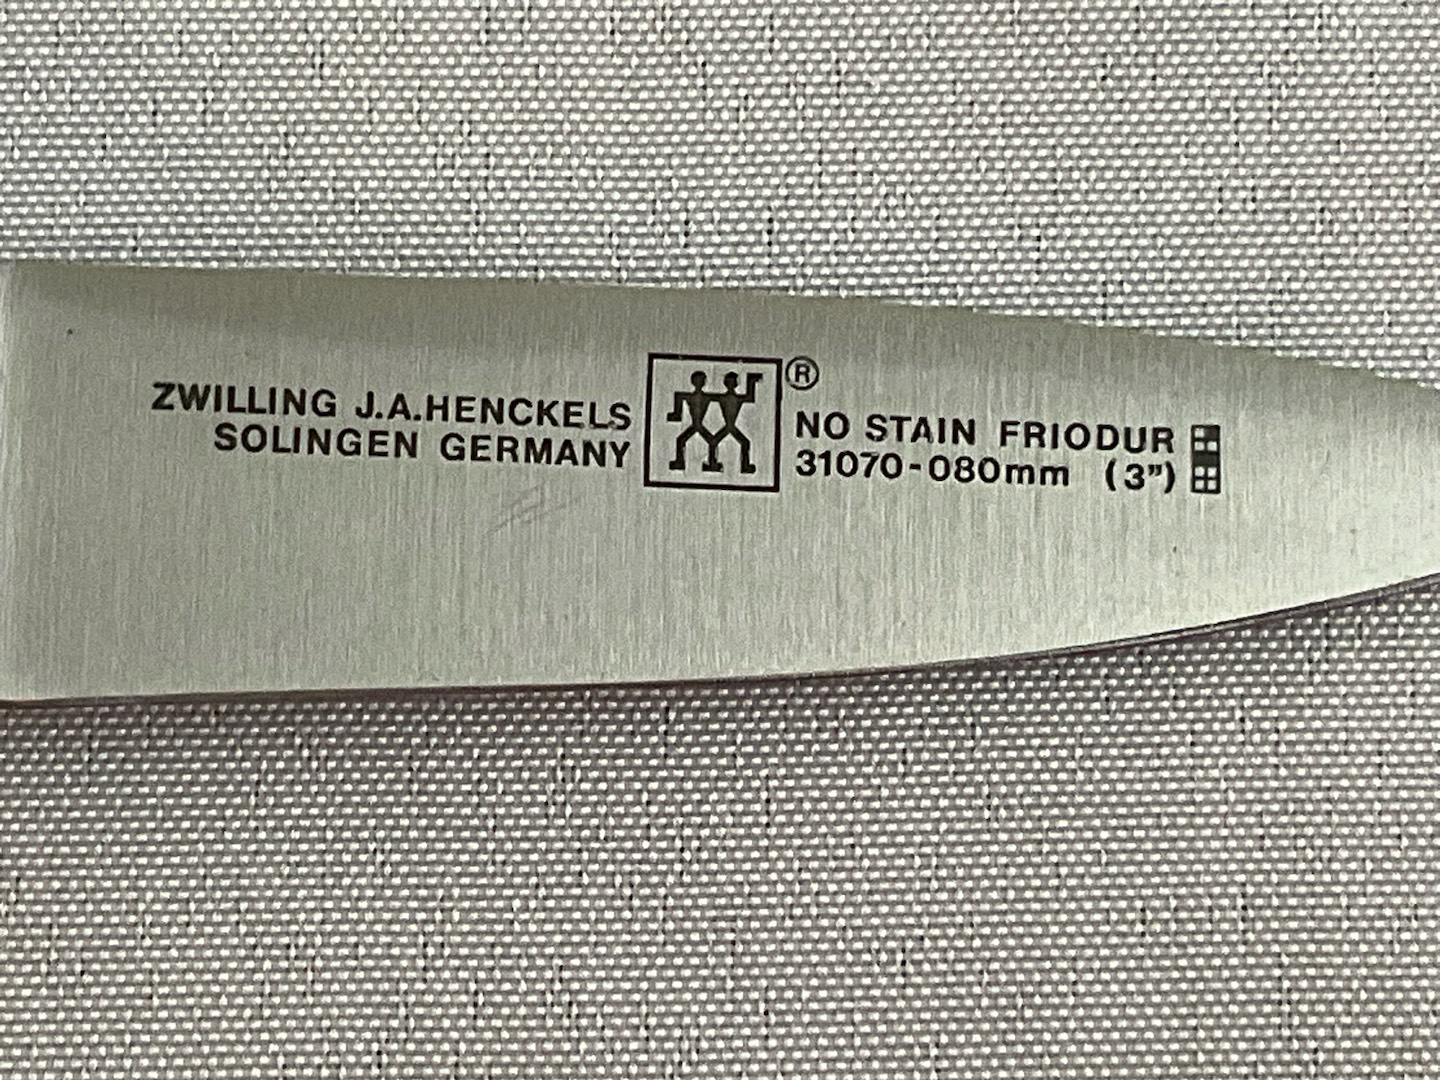 ZWILLING J.A.HENCKELS
SOLINGEN GERMANY
®
NO STAIN FRIODUR
31070-080mm (3”)